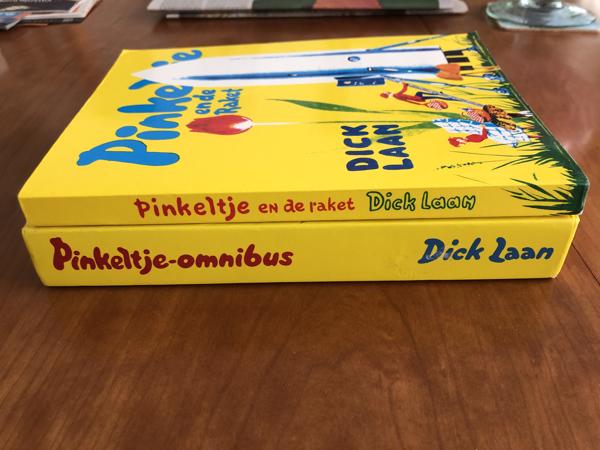 Pinkeltje
en de
Raket
DICK
LAAN
Pinkeltje en de raket Dick Laan
Pinkeltje-omnibus Dick Laan